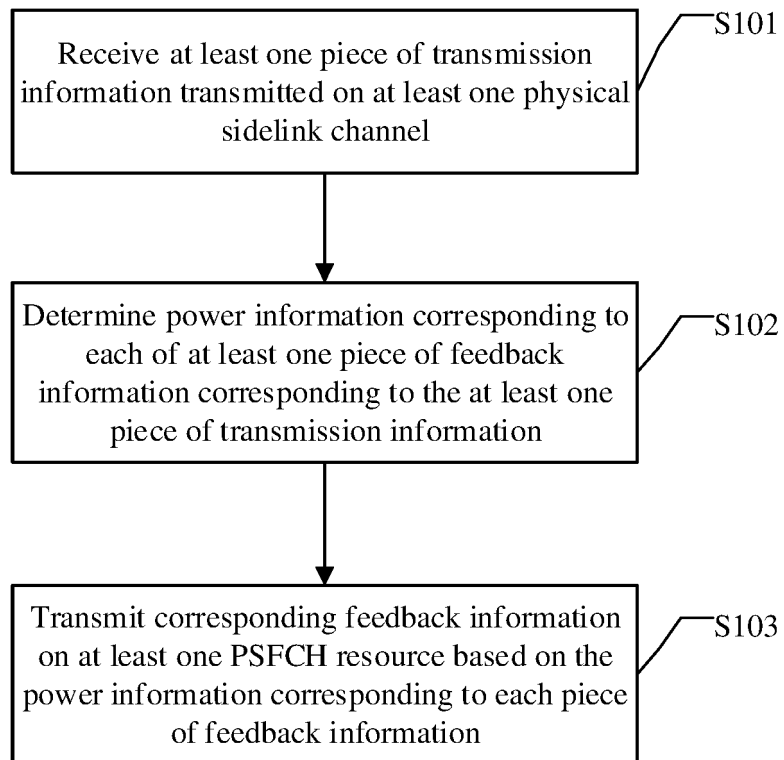 Receive at least one piece of transmission
information transmitted on at least one physical
sidelink channel
S101
Determine power information corresponding to
each of at least one piece of feedback
information corresponding to the at least one
piece of transmission information
S102
Transmit corresponding feedback information
on at least one PSFCH resource based on the
power information corresponding to each piece
of feedback information
S103